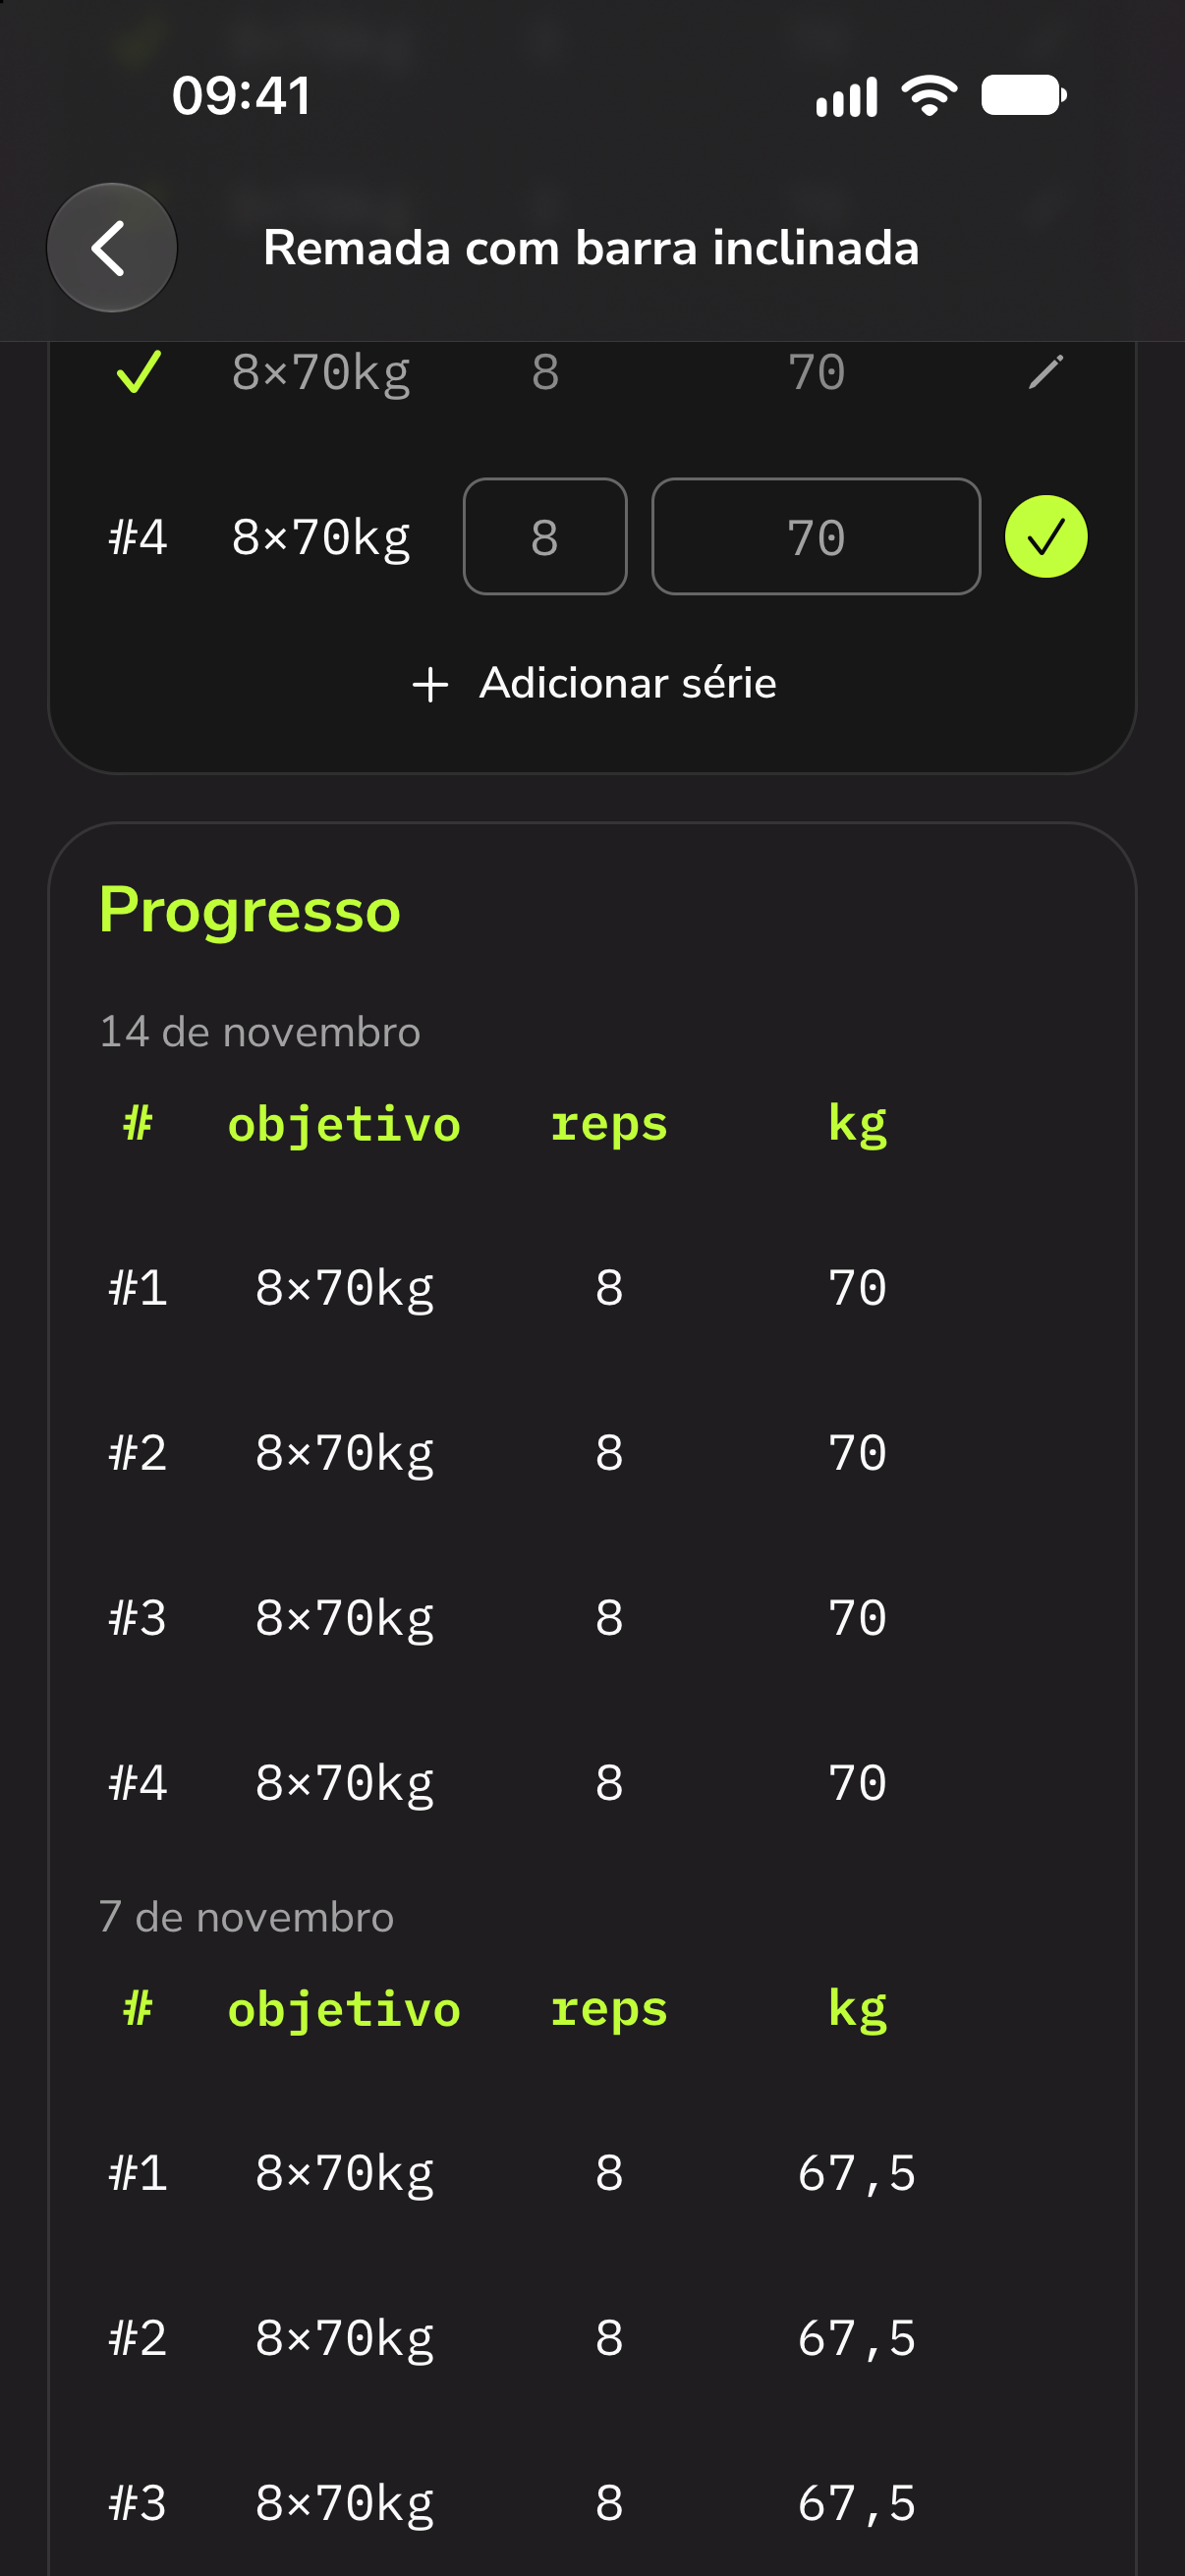 09:41
Remada com barra inclinada
8×70kg 8 70
#4 8×70kg 8 70
+ Adicionar série
Progresso
14 de novembro
# objetivo reps kg
#1 8×70kg 8 70
#2 8×70kg 8 70
#3 8×70kg 8 70
#4 8×70kg 8 70
7 de novembro
# objetivo reps kg
#1 8×70kg 8 67,5
#2 8×70kg 8 67,5
#3 8×70kg 8 67,5